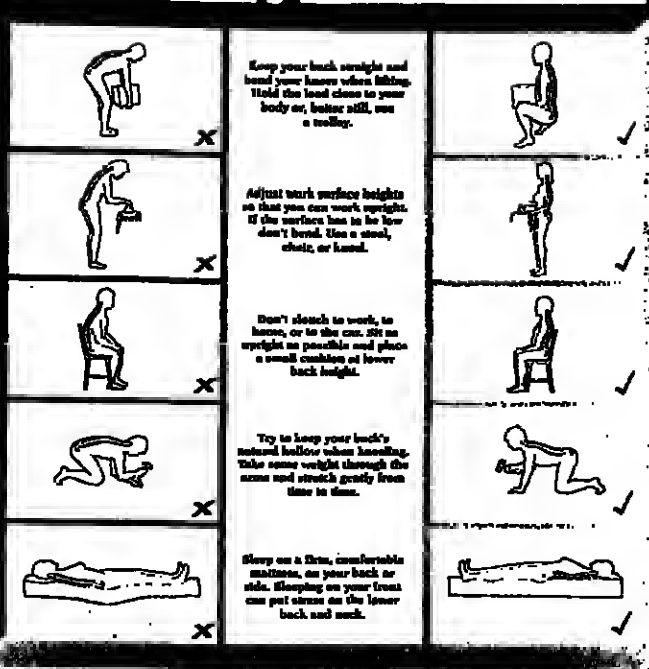 Keep your back straight and
bend your knees when lifting.
Hold the load close to your
body or, better still, use
a trolley.
Adjust work surface heights
so that you can work upright.
If the surface has to be low
don't bend. Use a stool,
chair, or kneel.
Don't slouch to work, to
home, or in the car. Sit as
upright as possible and place
a small cushion at lower
back height.
Try to keep your back's
natural hollow when kneeling.
Take some weight through the
arms and stretch gently from
time to time.
Sleep on a firm, comfortable
mattress, on your back or
side. Sleeping on your front
can put stress on the lower
back and neck.